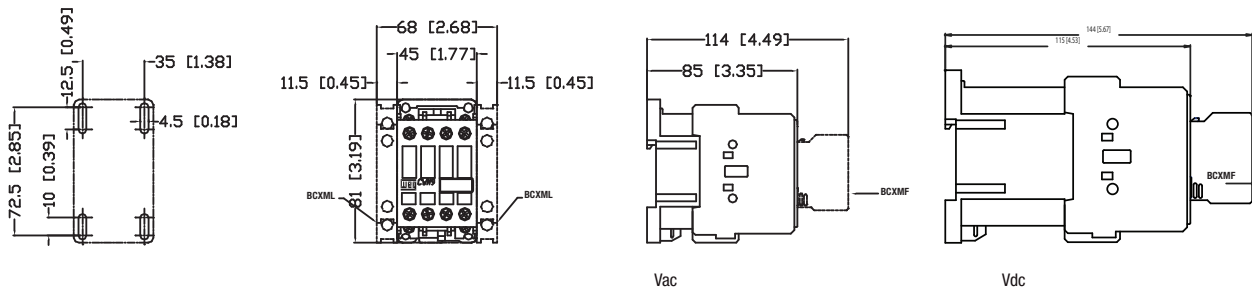 12.5 [0.49]
35 [1.38]
4.5 [0.18]
72.5 [2.85]
10 [0.39]
68 [2.68]
45 [1.77]
11.5 [0.45]
11.5 [0.45]
81 [3.19]
BCXML
BCXML
114 [4.49]
85 [3.35]
BCXMF
Vac
144 [5.67]
115 [4.53]
BCXMF
Vdc